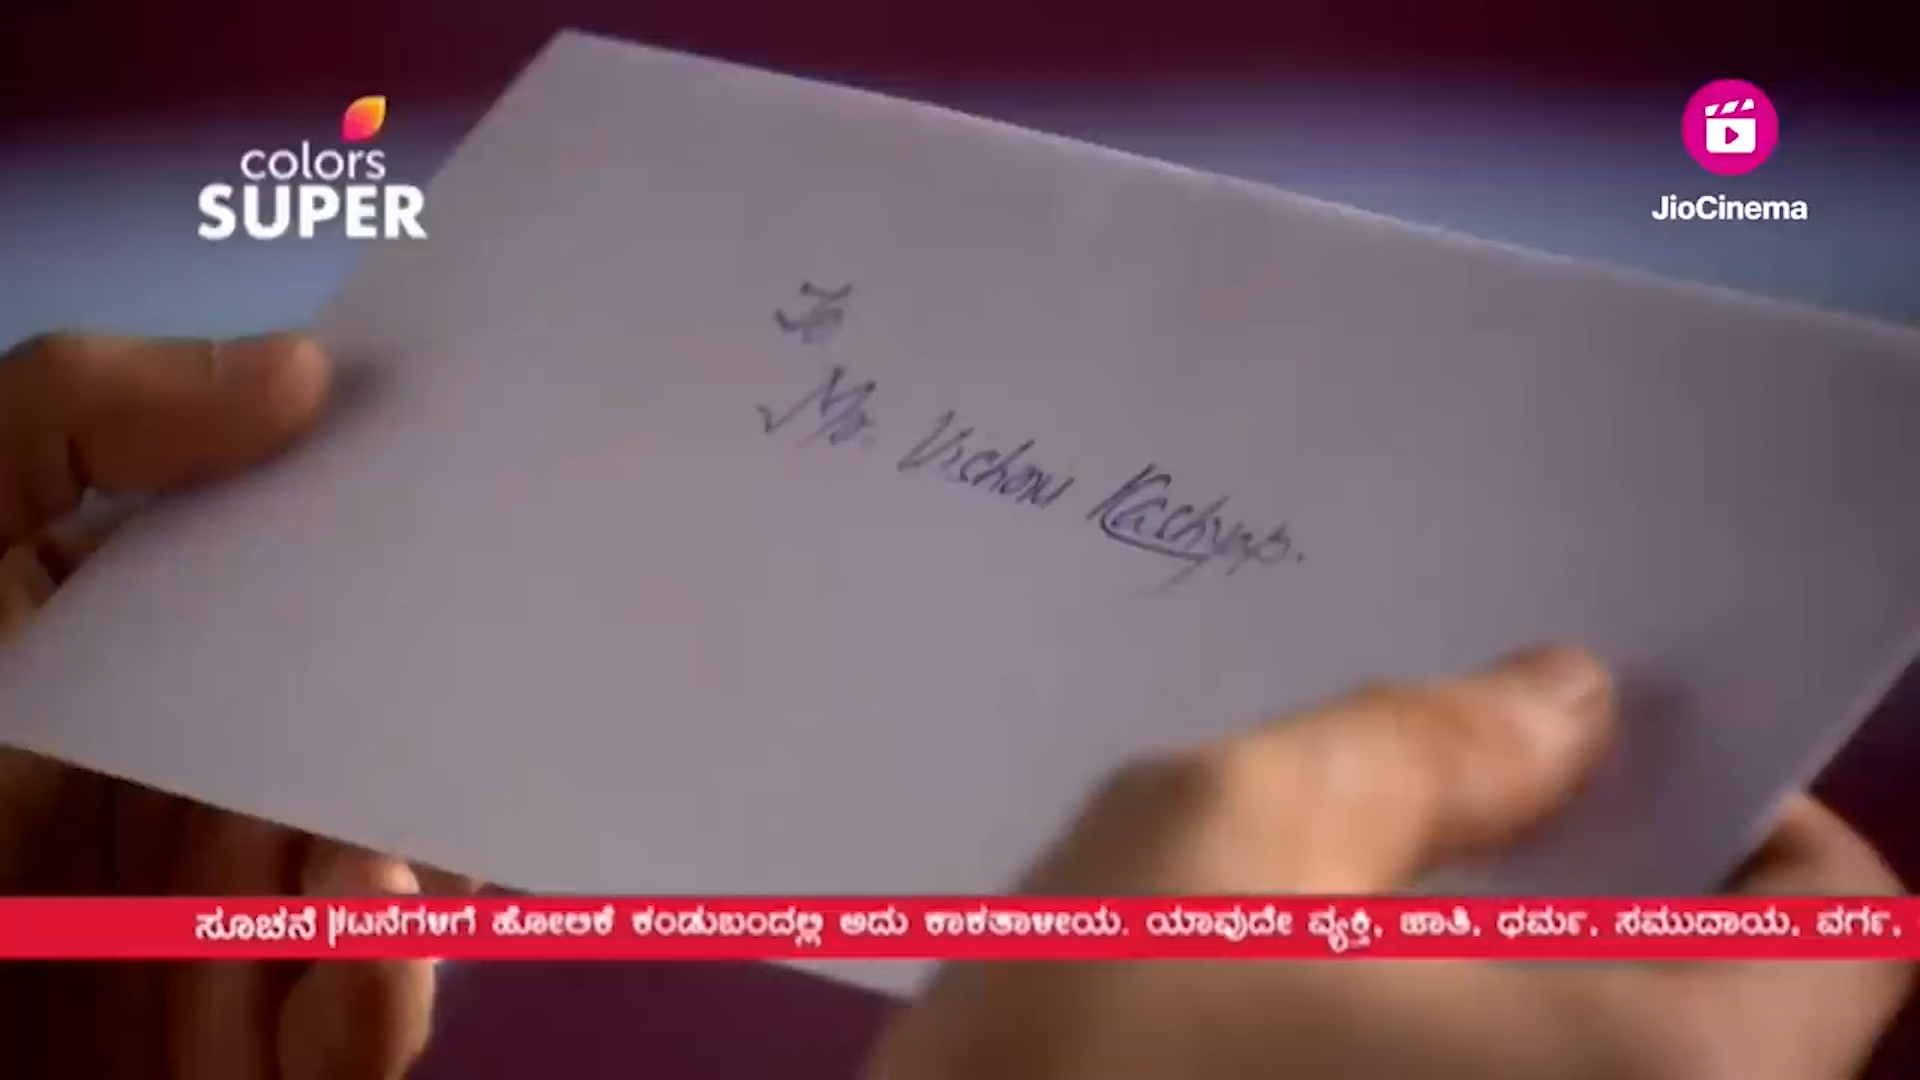 colors
SUPER
JioCinema
To
Mr. Vishnu Kashyap.
ಸೂಚನೆ ಹೋಲಿಕೆ ಕಂಡುಬಂದಲ್ಲಿ ಅದು ಕಾಕತಾಳೀಯ. ಯಾವುದೇ ವ್ಯಕ್ತಿ, ಜಾತಿ, ಧರ್ಮ, ಸಮುದಾಯ, ವರ್ಗ,